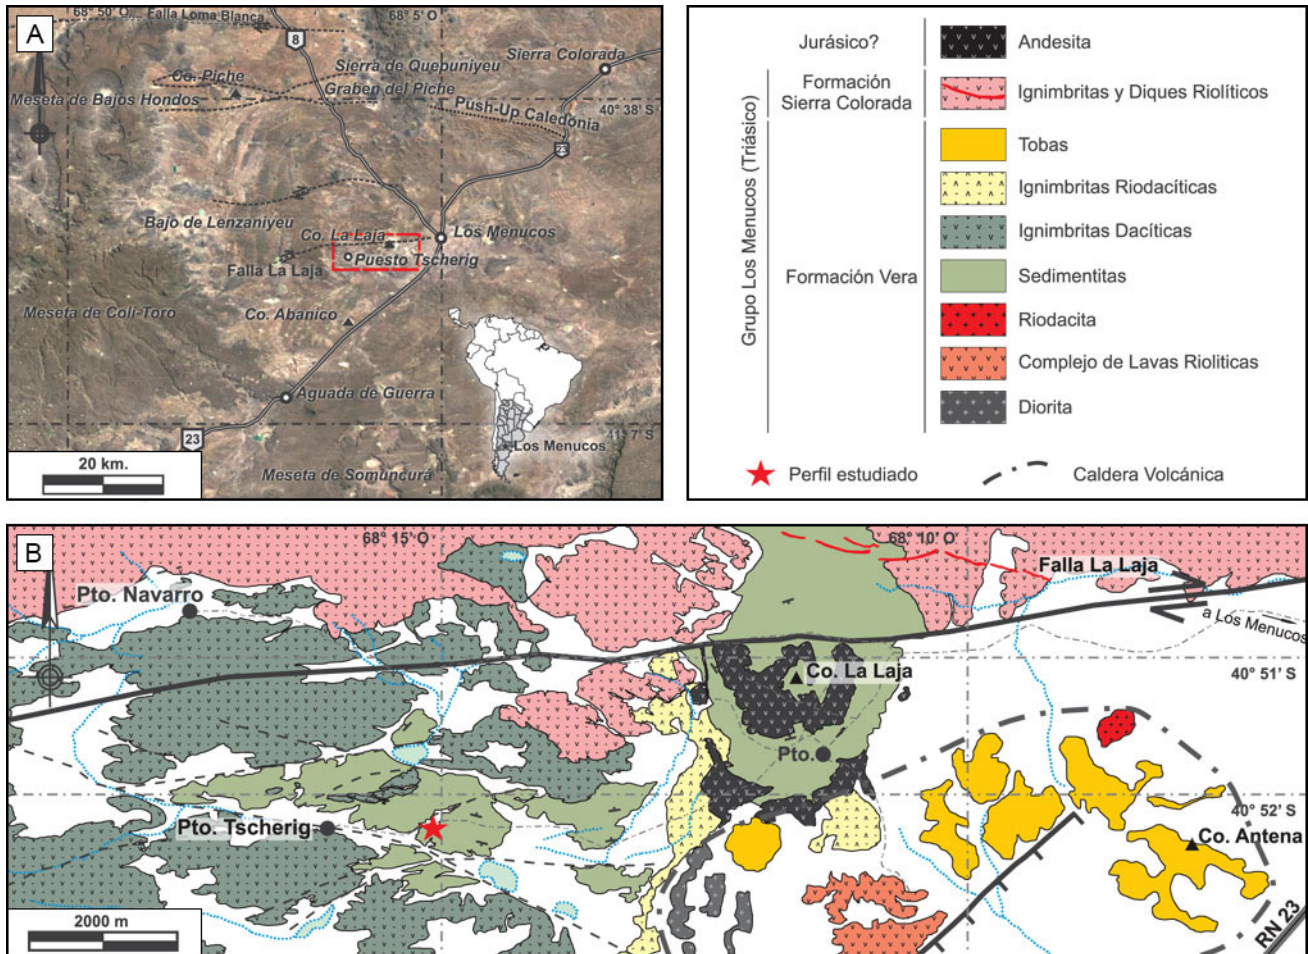 A
68° 50' O
Falla Loma Blanca
68° 5' O
8
Sierra Colorada
Co. Piche
Sierra de Quepuniyeu
Graben del Piche
Meseta de Bajos Hondos
40° 38' S
Push-Up Caledonia
23
Bajo de Lenzaniyeu
Co. La Laja
Los Menucos
Falla La Laja
Puesto Tscherig
Meseta de Coli-Toro
Co. Abanico
Aguada de Guerra
23
7' S
Los Menucos
20 km.
Meseta de Somuncurá
Grupo Los Menucos (Triásico)
Jurásico?
Andesita
Formación
Sierra Colorada
Ignimbritas y Diques Riolíticos
Tobas
Ignimbritas Riodacíticas
Ignimbritas Dacíticas
Formación Vera
Sedimentitas
Riodacita
Complejo de Lavas Rioliticas
Diorita
Perfil estudiado
Caldera Volcánica
B
68° 15' O
68° 10' O
Falla La Laja
Pto. Navarro
a Los Menucos
Co. La Laja
40° 51' S
Pto.
40° 52' S
Pto. Tscherig
Co. Antena
2000 m
RN 23